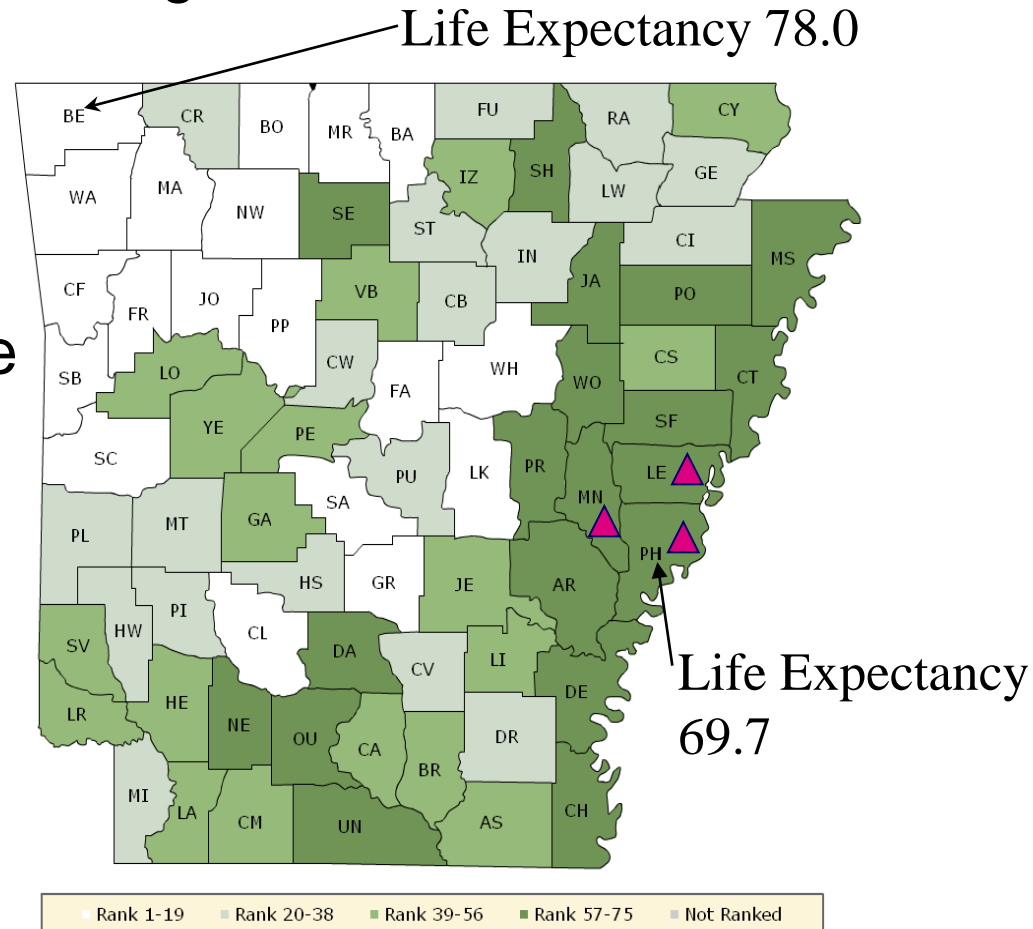 Life Expectancy 78.0
BE
CR
BO
MR
BA
FU
RA
CY
WA
MA
NW
SE
ST
IZ
SH
LW
GE
IN
CI
MS
CF
FR
JO
PP
VB
CB
JA
PO
SB
LO
CW
FA
WH
WO
CS
CT
e
SC
YE
PE
PU
LK
PR
SF
LE
MN
PL
MT
GA
SA
HS
GR
JE
AR
PH
SV
HW
PI
CL
DA
CV
LI
DE
Life Expectancy
69.7
LR
HE
NE
OU
CA
BR
DR
MI
LA
CM
UN
AS
CH
Rank 1-19 Rank 20-38 Rank 39-56 Rank 57-75 Not Ranked